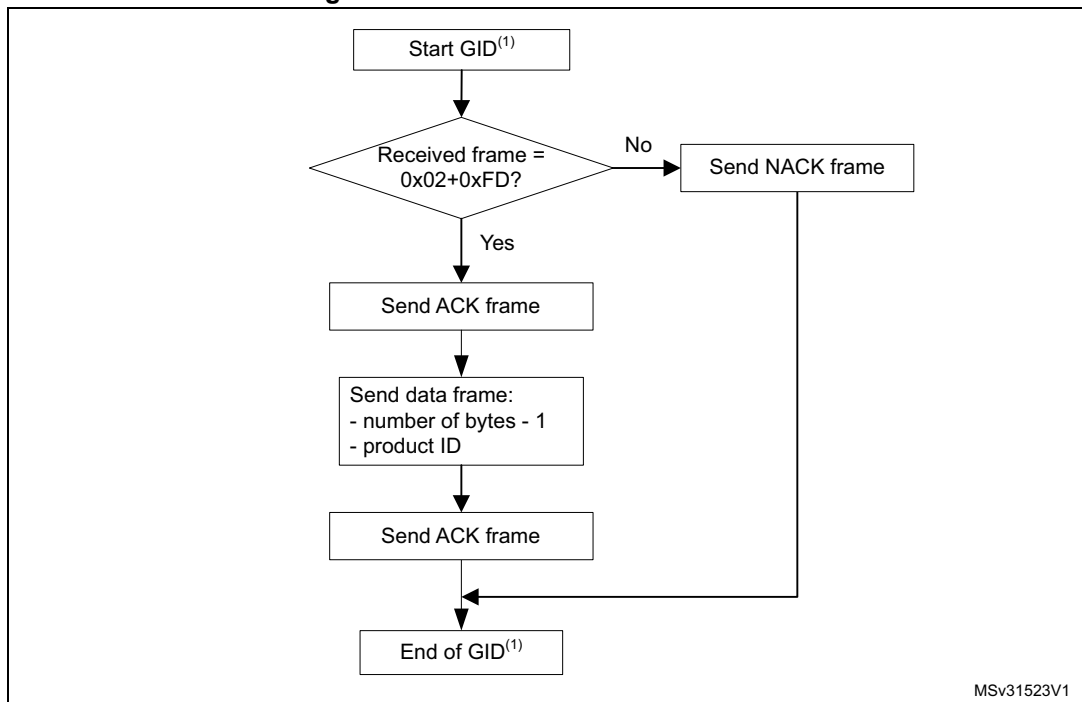 Start GID(1)
Received frame =
0x02+0xFD?
No
Send NACK frame
Yes
Send ACK frame
Send data frame:
- number of bytes - 1
- product ID
Send ACK frame
End of GID(1)
MSv31523V1